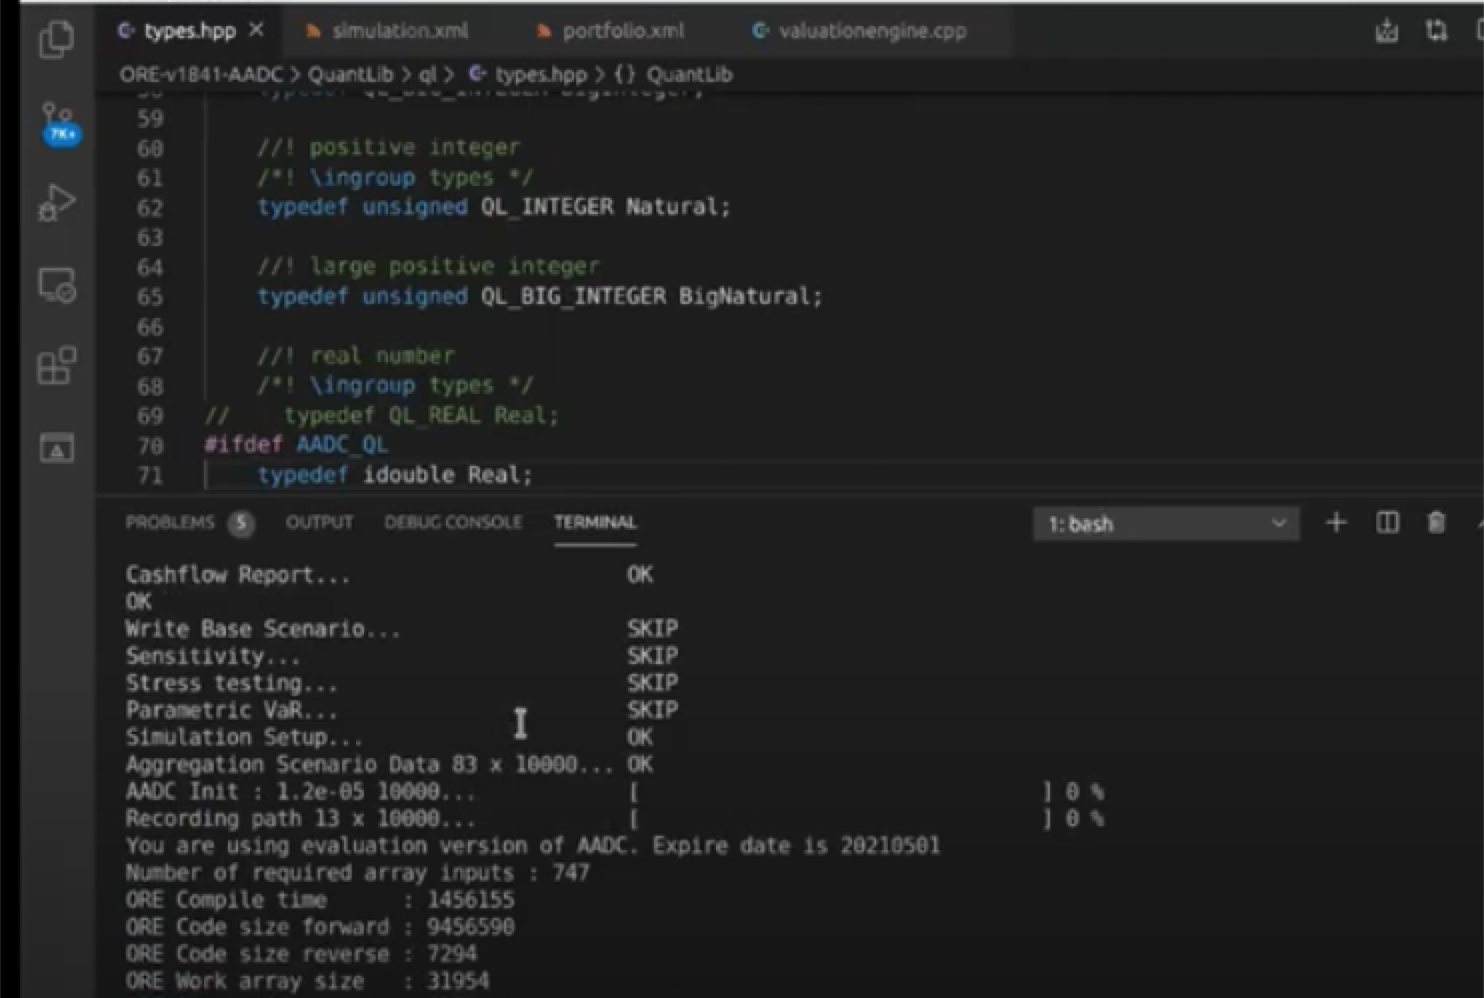 types.hpp
simulation.xml
portfolio.xml
valuationengine.cpp
ORE-v1841-AADC > QuantLib > ql > types.hpp > {} QuantLib
7K+
59
60 //! positive integer
61 /*! \ingroup types */
62 typedef unsigned QL_INTEGER Natural;
63
64 //! large positive integer
65 typedef unsigned QL_BIG_INTEGER BigNatural;
66
67 //! real number
68 /*! \ingroup types */
69 // typedef QL_REAL Real;
70 #ifdef AADC_QL
71 typedef idouble Real;
PROBLEMS 5 OUTPUT DEBUG CONSOLE TERMINAL 1: bash
Cashflow Report... OK
OK
Write Base Scenario... SKIP
Sensitivity... SKIP
Stress testing... SKIP
Parametric VaR... SKIP
Simulation Setup... OK
Aggregation Scenario Data 83 x 10000... OK
AADC Init : 1.2e-05 10000... [ ] 0 %
Recording path 13 x 10000... [ ] 0 %
You are using evaluation version of AADC. Expire date is 20210501
Number of required array inputs : 747
ORE Compile time : 1456155
ORE Code size forward : 9456590
ORE Code size reverse : 7294
ORE Work array size : 31954